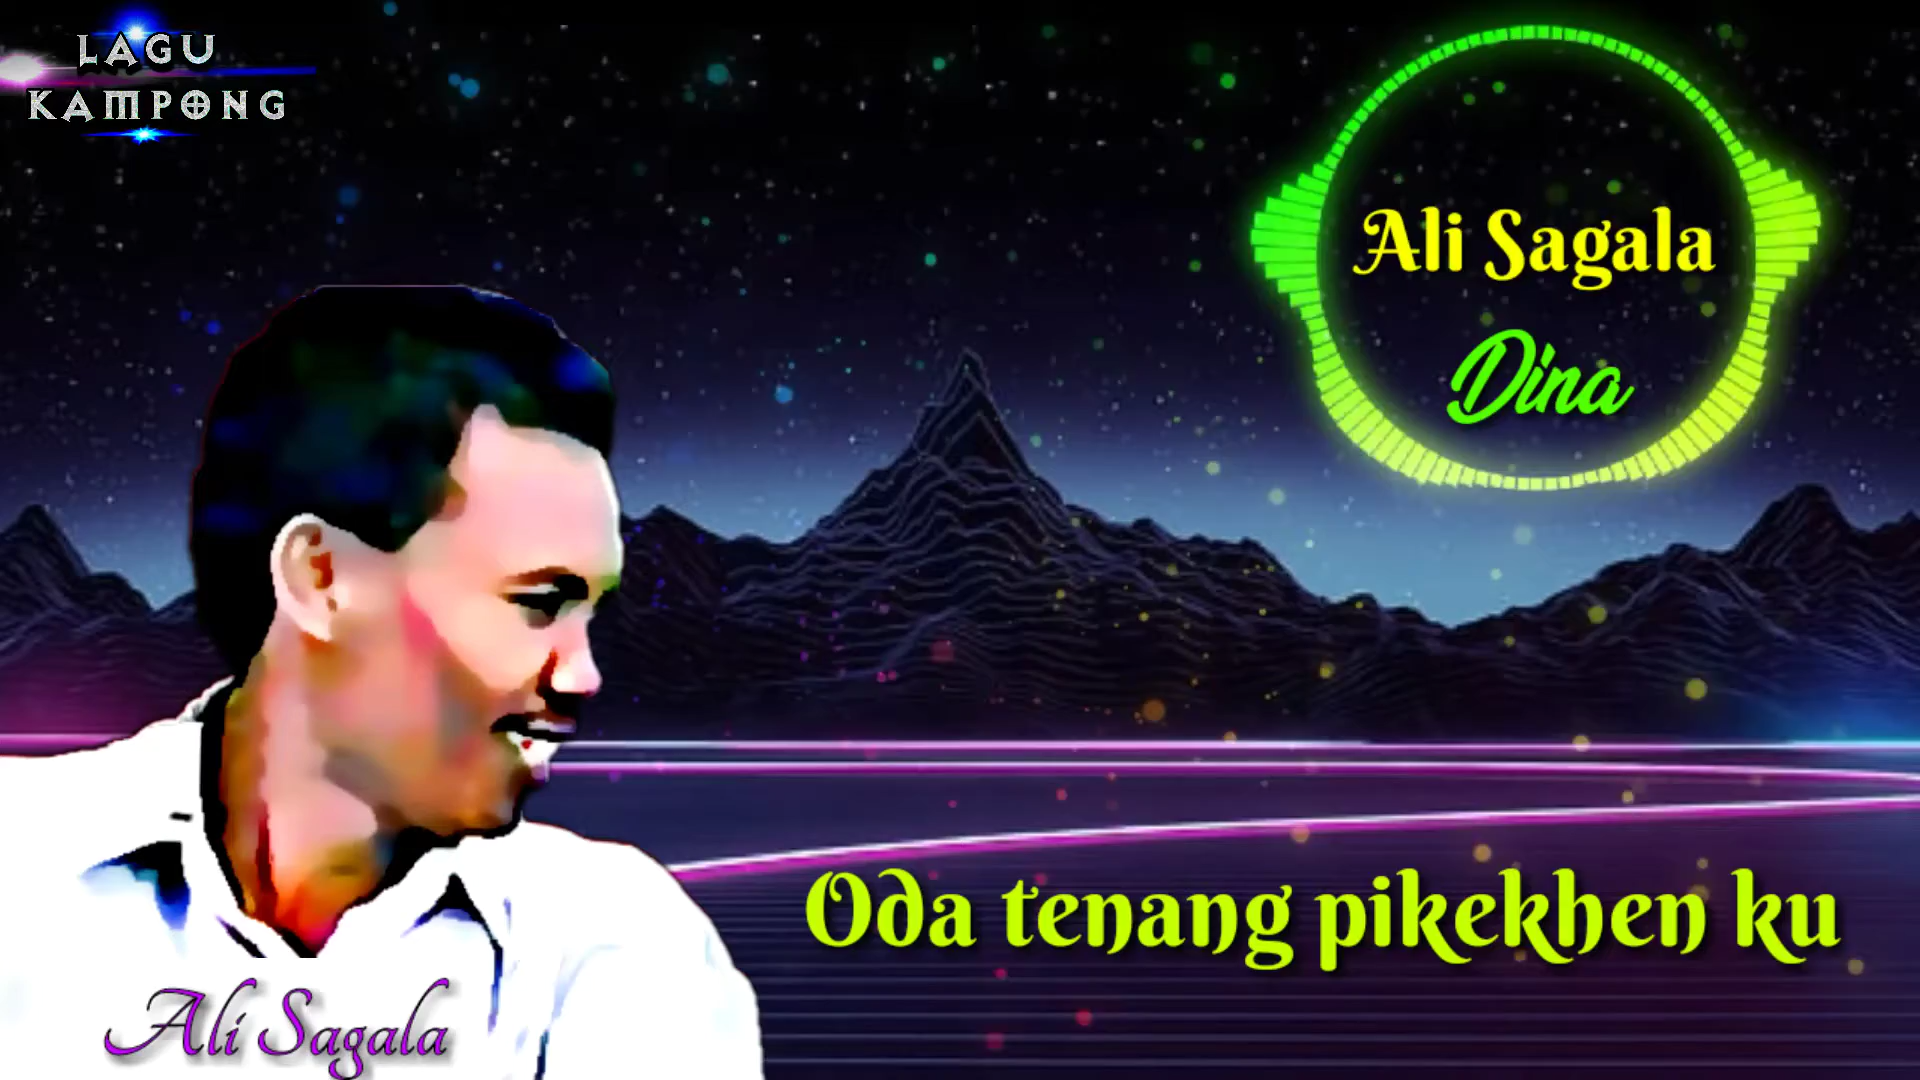 LAGU
KAMPONG
Ali Sagala
Dina
Oda tenang pikekhen ku
Ali Sagala